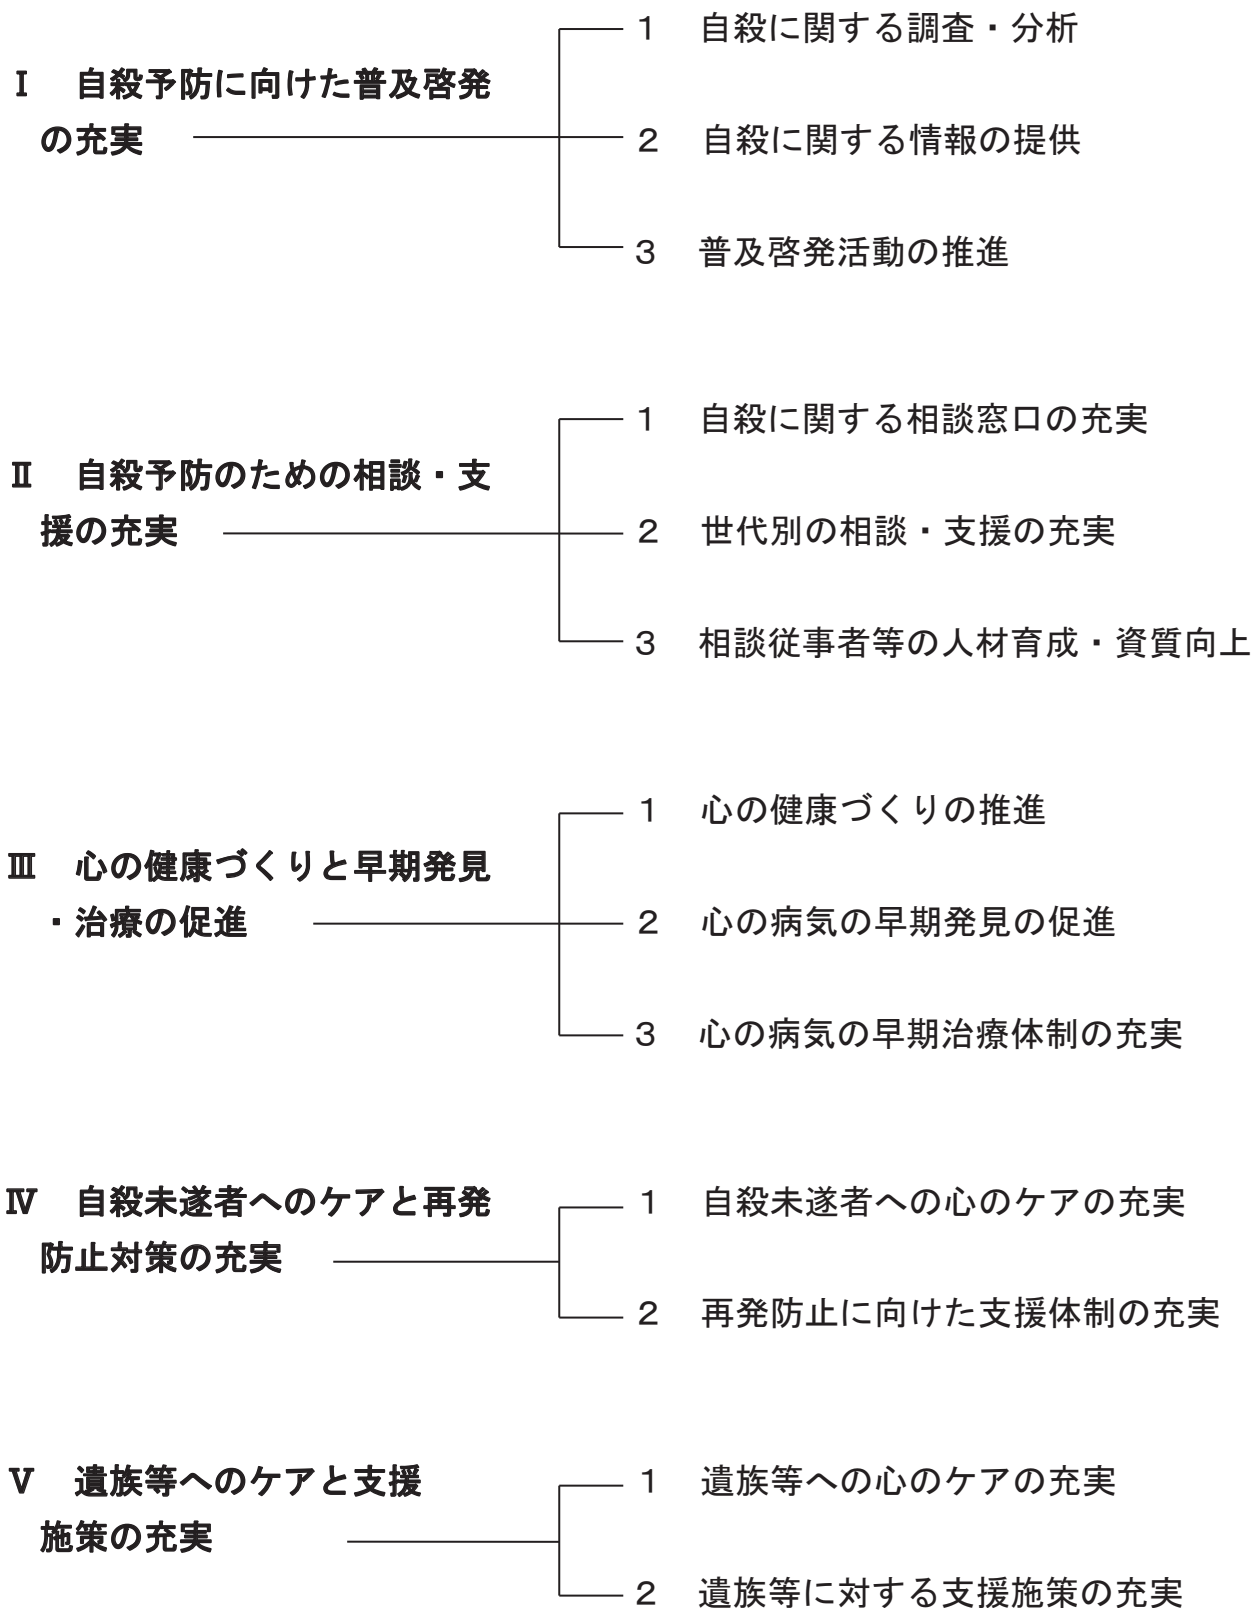 Ⅰ　自殺予防に向けた普及啓発
の充実
1　自殺に関する調査・分析
2　自殺に関する情報の提供
3　普及啓発活動の推進
Ⅱ　自殺予防のための相談・支
援の充実
1　自殺に関する相談窓口の充実
2　世代別の相談・支援の充実
3　相談従事者等の人材育成・資質向上
Ⅲ　心の健康づくりと早期発見
・治療の促進
1　心の健康づくりの推進
2　心の病気の早期発見の促進
3　心の病気の早期治療体制の充実
Ⅳ　自殺未遂者へのケアと再発
防止対策の充実
1　自殺未遂者への心のケアの充実
2　再発防止に向けた支援体制の充実
Ⅴ　遺族等へのケアと支援
施策の充実
1　遺族等への心のケアの充実
2　遺族等に対する支援施策の充実